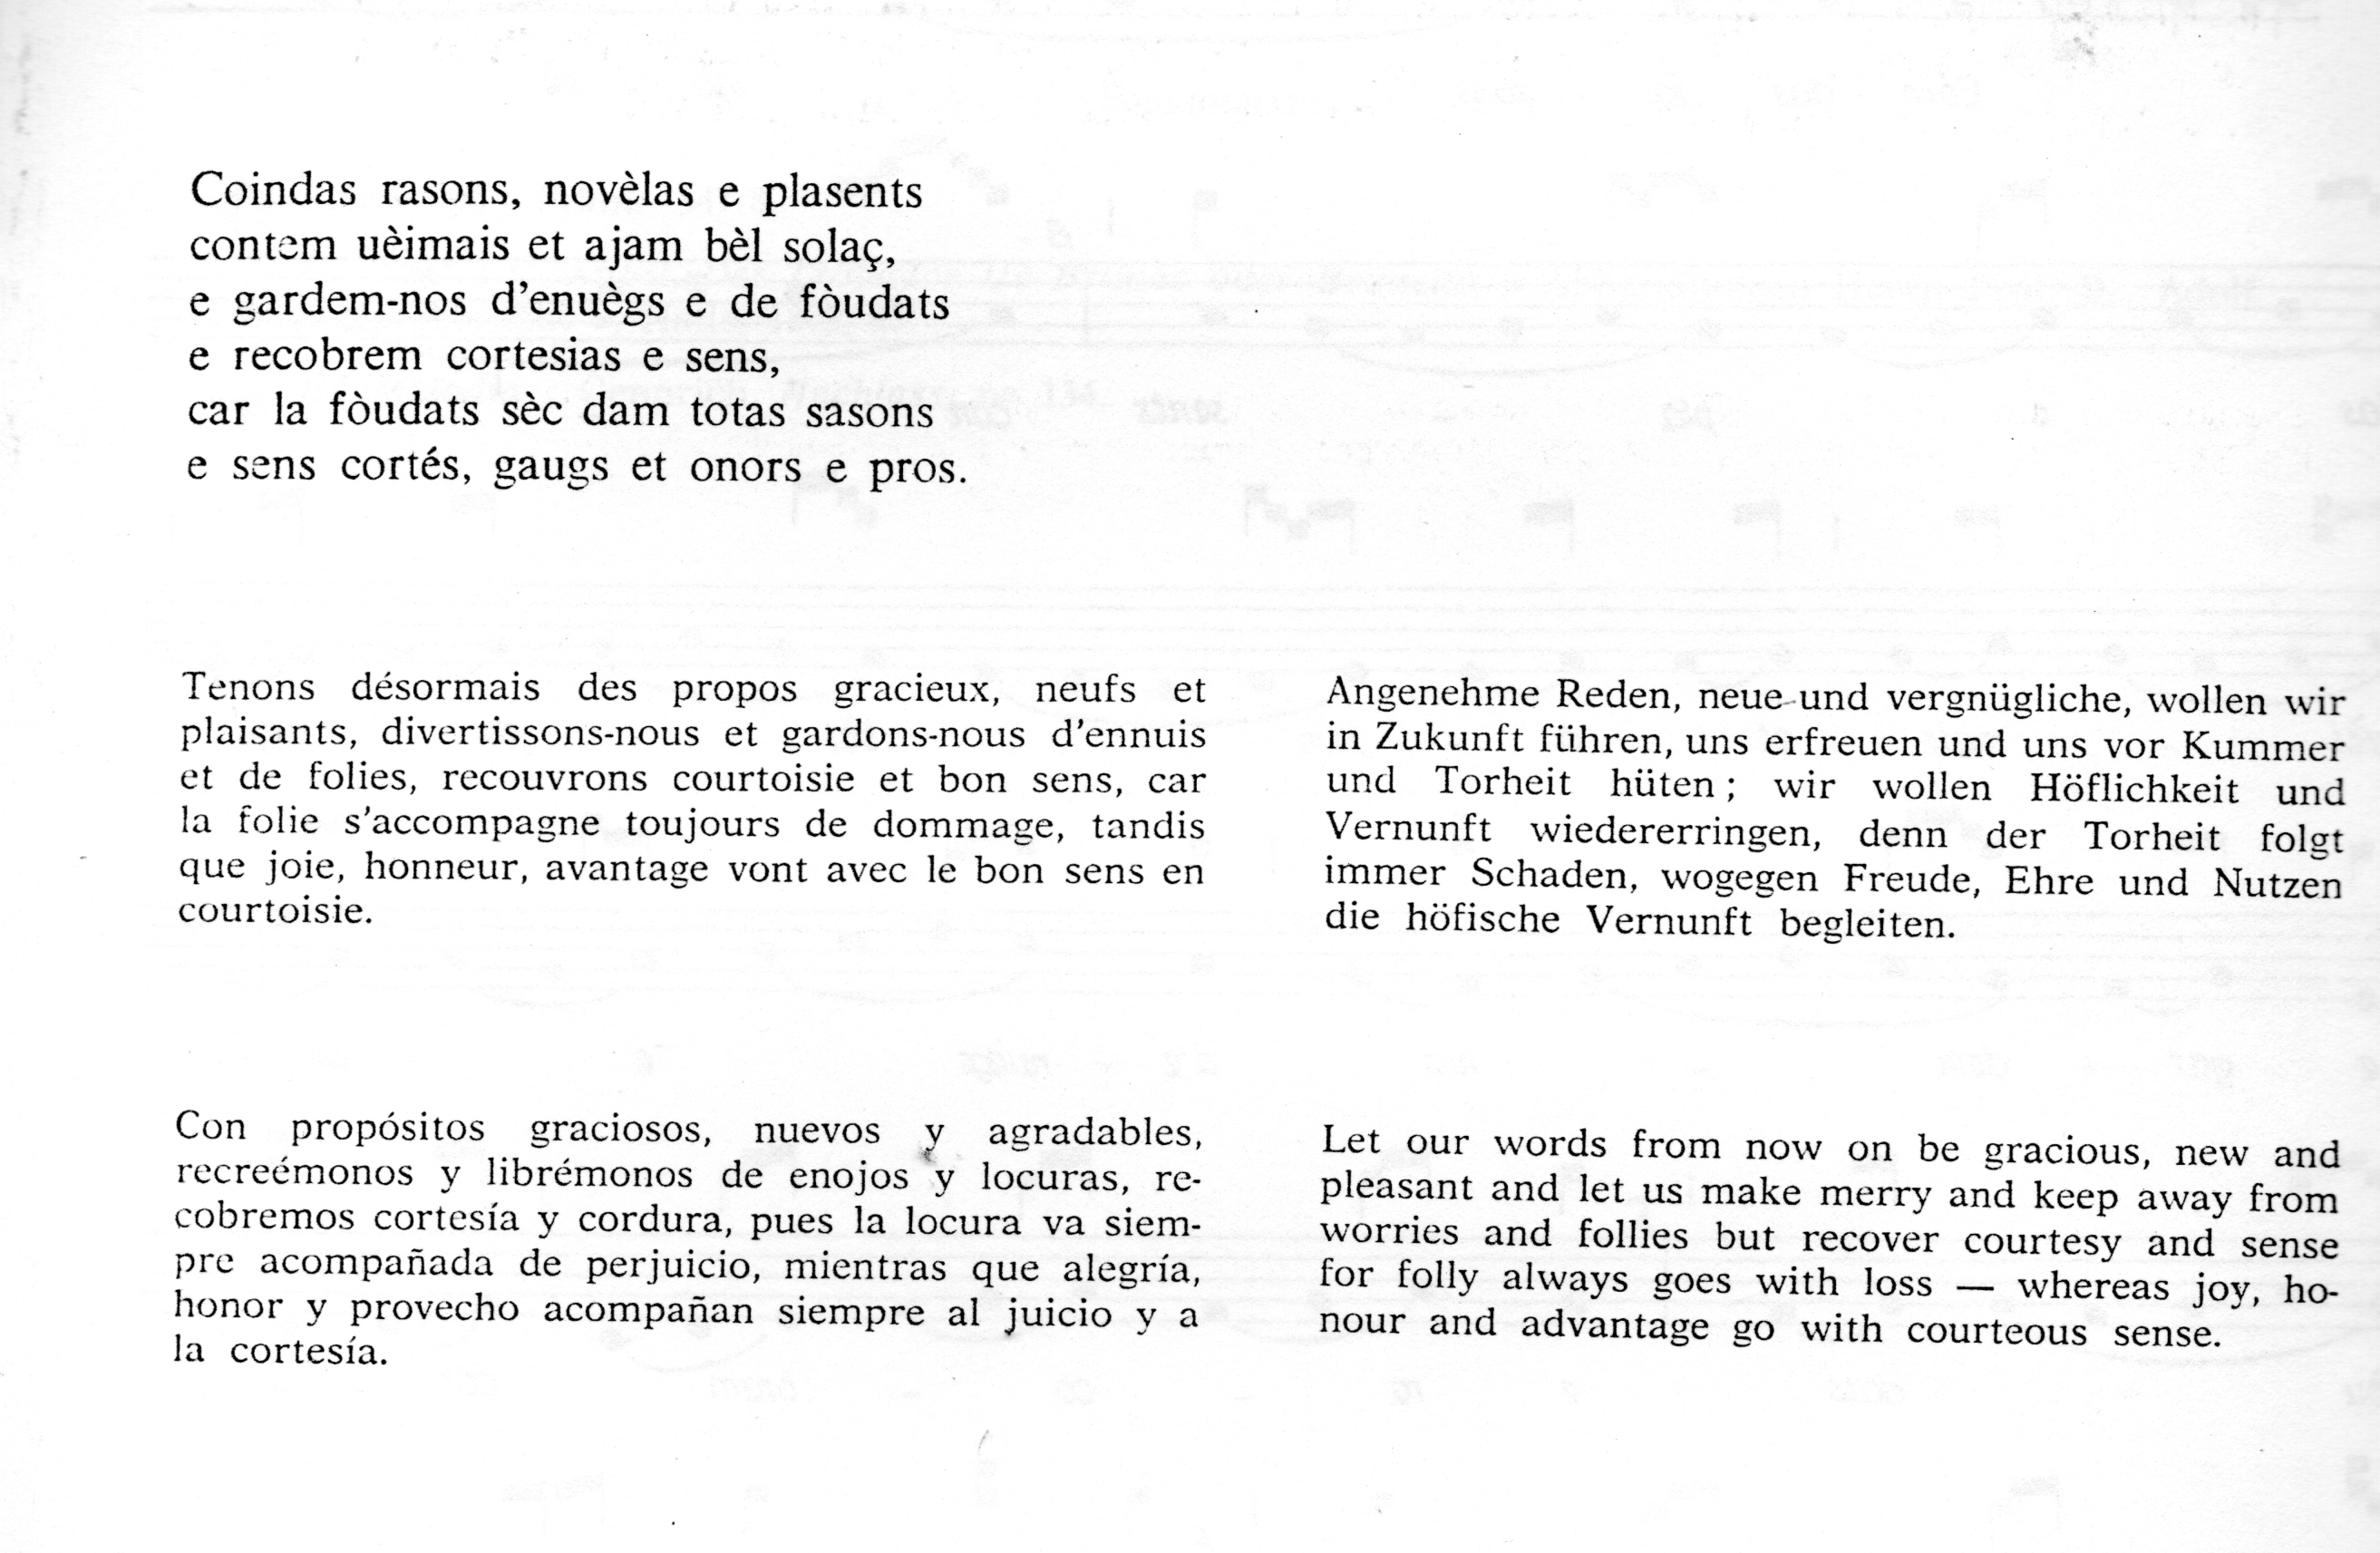 Coindas rasons, novèlas e plasents
contem uèimais et ajam bèl solaç,
e gardem-nos d'enuègs e de fòudats
e recobrem cortesias e sens,
car la fòudats sèc dam totas sasons
e sens cortés, gaugs et onors e pros.
Tenons désormais des propos gracieux, neufs et
plaisants, divertissons-nous et gardons-nous d'ennuis
et de folies, recouvrons courtoisie et bon sens, car
la folie s'accompagne toujours de dommage, tandis
que joie, honneur, avantage vont avec le bon sens en
courtoisie.
Angenehme Reden, neue und vergnügliche, wollen wir
in Zukunft führen, uns erfreuen und uns vor Kummer
und Torheit hüten ; wir wollen Höflichkeit und
Vernunft wiedererringen, denn der Torheit folgt
immer Schaden, wogegen Freude, Ehre und Nutzen
die höfische Vernunft begleiten.
Con propósitos graciosos, nuevos y agradables,
recreémonos y librémonos de enojos y locuras, re-
cobremos cortesía y cordura, pues la locura va siem-
pre acompañada de perjuicio, mientras que alegría,
honor y provecho acompañan siempre al juicio y a
la cortesía.
Let our words from now on be gracious, new and
pleasant and let us make merry and keep away from
worries and follies but recover courtesy and sense
for folly always goes with loss — whereas joy, ho-
nour and advantage go with courteous sense.